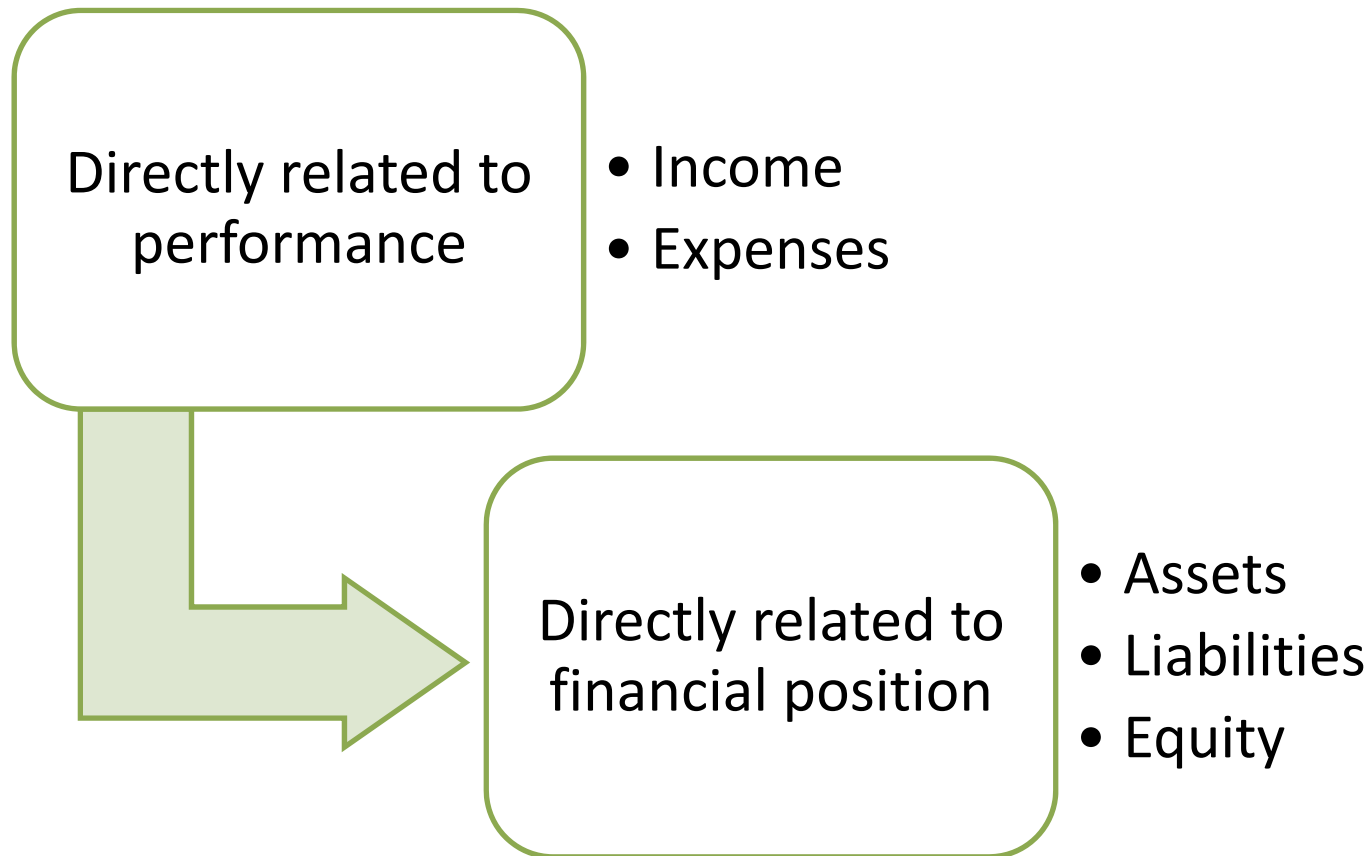 Directly related to
performance
• Income
• Expenses
Directly related to
financial position
• Assets
• Liabilities
• Equity